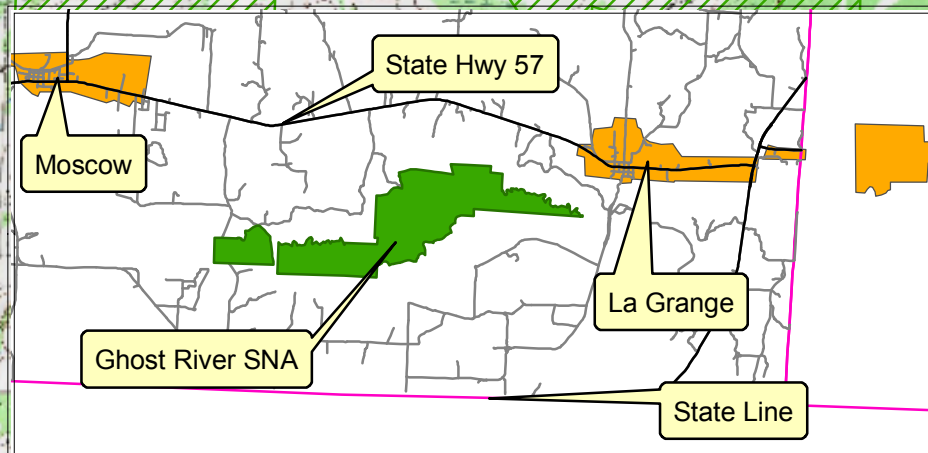 State Hwy 57
Moscow
La Grange
Ghost River SNA
State Line